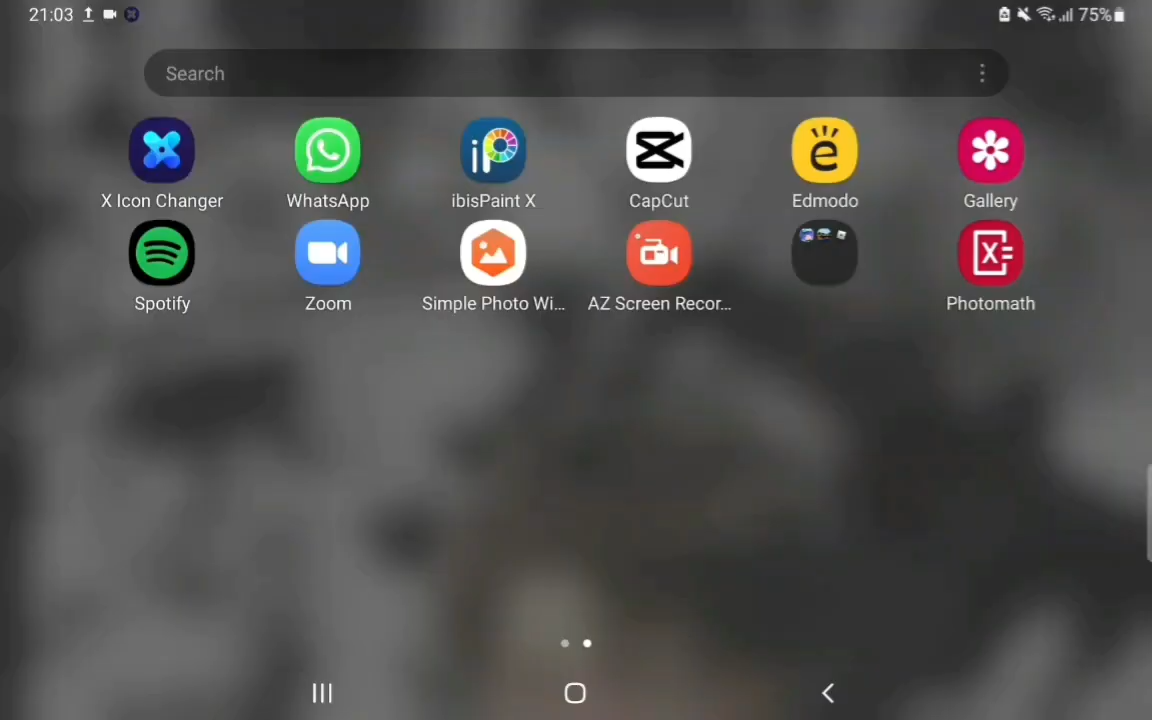 21:03
75%
Search
X Icon Changer
WhatsApp
iP
ibisPaint X
CapCut
e
Edmodo
Gallery
Spotify
Zoom
Simple Photo Wi...
AZ Screen Recor...
X
Photomath